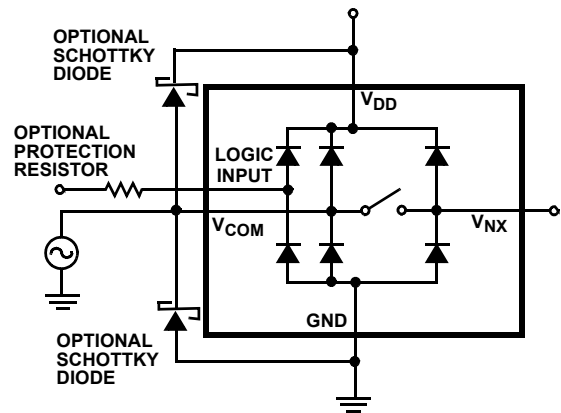 OPTIONAL
SCHOTTKY
DIODE
V_DD
OPTIONAL
PROTECTION
RESISTOR
LOGIC
INPUT
V_COM
V_NX
GND
OPTIONAL
SCHOTTKY
DIODE